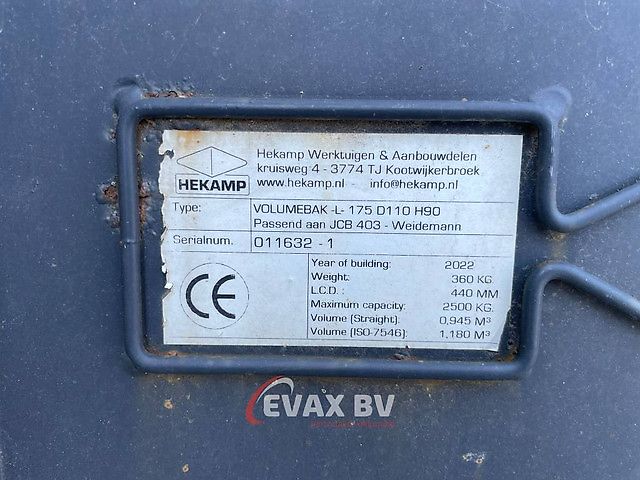 Hekamp Werktuigen & Aanbouwdelen
kruisweg 4 - 3774 TJ Kootwijkerbroek
www.hekamp.nl - info@hekamp.nl
HEKAMP
Type: VOLUMEBAK -L- 175 D110 H90
Passend aan JCB 403 - Weidemann
Serialnum. 011632 - 1
CE
Year of building: 2022
Weight: 360 KG.
L.C.D.: 440 MM
Maximum capacity: 2500 KG.
Volume (Straight). 0,945 M³
Volume (ISO-7546). 1,180 M³
EVAX BV